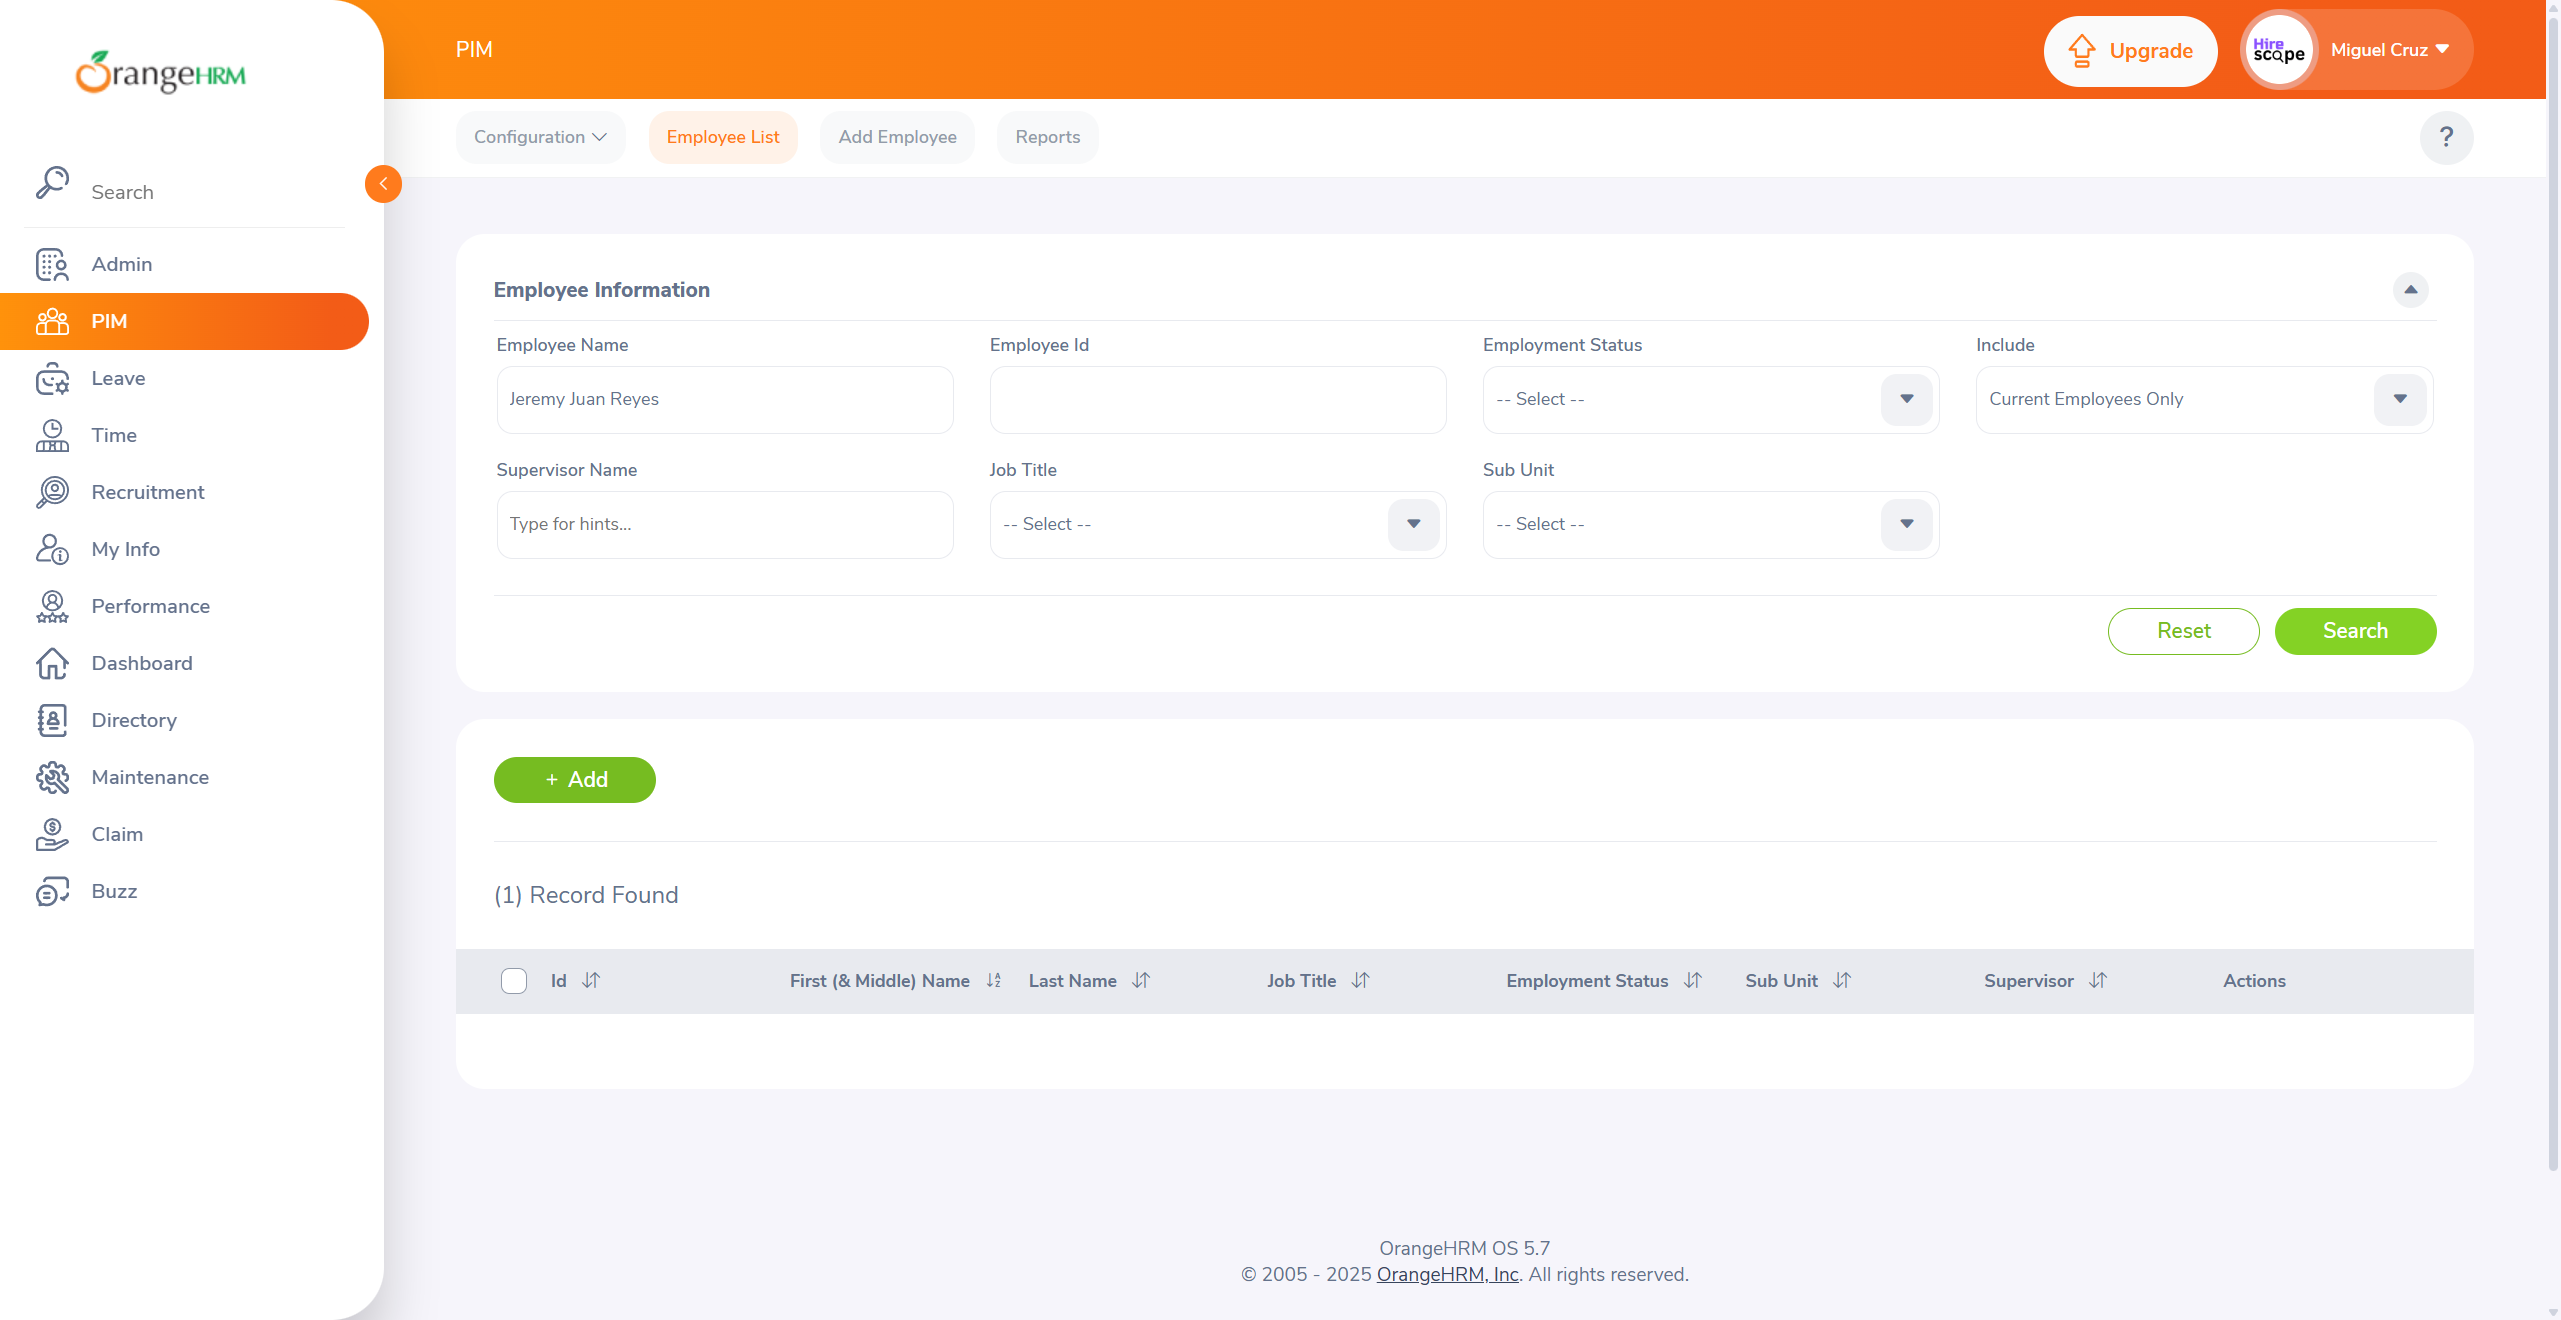 OrangeHRM
PIM
Upgrade
Hire
scope
Miguel Cruz
Configuration
Employee List
Add Employee
Reports
?
Search
Admin
PIM
Leave
Time
Recruitment
My Info
Performance
Dashboard
Directory
Maintenance
Claim
Buzz
Employee Information
Employee Name
Employee Id
Employment Status
Include
Jeremy Juan Reyes
-- Select --
Current Employees Only
Supervisor Name
Job Title
Sub Unit
Type for hints...
-- Select --
-- Select --
Reset
Search
+ Add
(1) Record Found
Id
First (& Middle) Name
Last Name
Job Title
Employment Status
Sub Unit
Supervisor
Actions
OrangeHRM OS 5.7
© 2005 - 2025 OrangeHRM, Inc. All rights reserved.